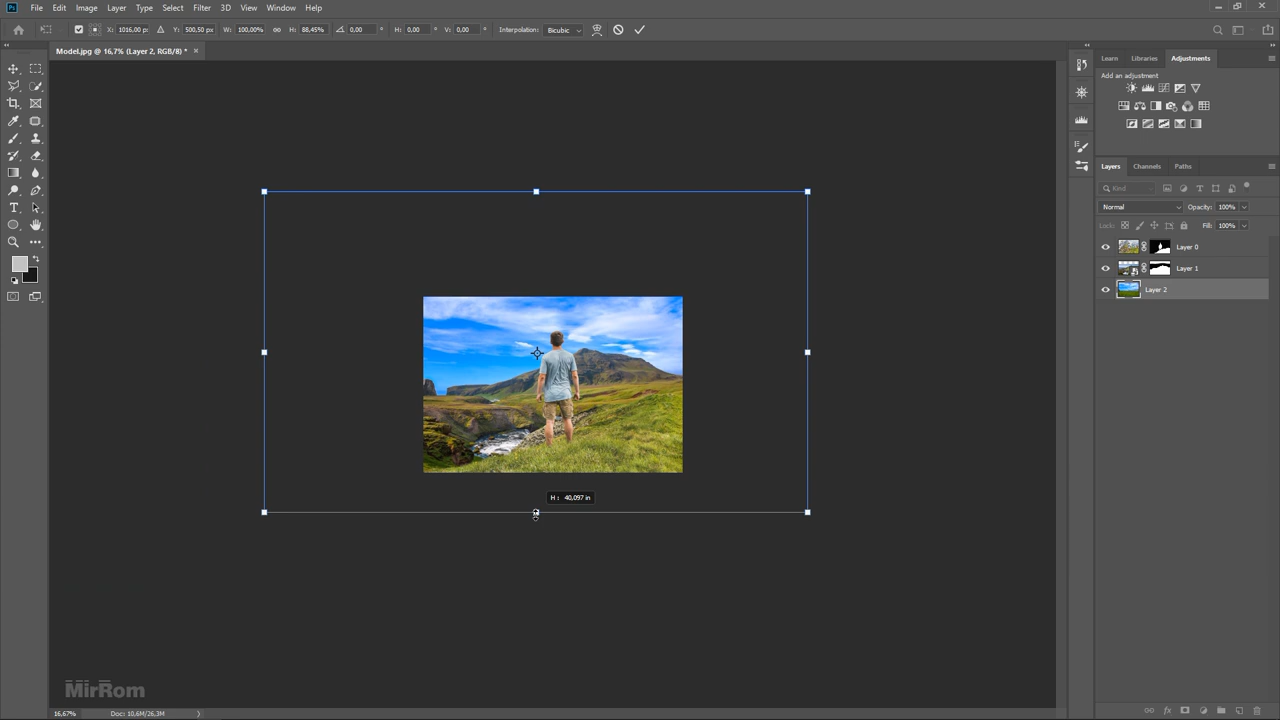 Ps File Edit Image Layer Type Select Filter 3D View Window Help
X: 1016,00 px Y: 500,50 px W: 100,00% H: 88,45% 0,00 ° H: 0,00 ° V: 0,00 ° Interpolation: Bicubic
Model.jpg @ 16,7% (Layer 2, RGB/8) * ×
Learn Libraries Adjustments
Add an adjustment
Layers Channels Paths
Kind
Normal Opacity: 100%
Lock: Fill: 100%
Layer 0
Layer 1
Layer 2
H : 40,097 in
MirRom
16,67% Doc: 10,6M/26,3M